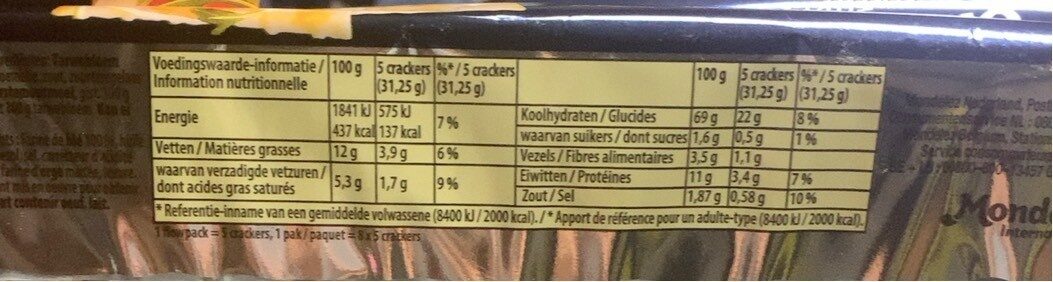 Voedingswaarde-informatie / 100 g 5 crackers %* / 5 crackers
Information nutritionnelle (31,25 g) (31,25 g)
Energie 1841 kJ 575 kJ 7 %
437 kcal 137 kcal
Vetten / Matières grasses 12 g 3,9 g 6 %
waarvan verzadigde vetzuren /
dont acides gras saturés 5,3 g 1,7 g 9 %
100 g 5 crackers %* / 5 crackers
(31,25 g) (31,25 g)
Koolhydraten / Glucides 69 g 22 g 8 %
waarvan suikers / dont sucres 1,6 g 0,5 g 1 %
Vezels / Fibres alimentaires 3,5 g 1,1 g
Eiwitten / Protéines 11 g 3,4 g 7 %
Zout / Sel 1,87 g 0,58 g 10 %
* Referentie-inname van een gemiddelde volwassene (8400 kJ / 2000 kcal). / * Apport de référence pour un adulte-type (8400 kJ / 2000 kcal).
1 flowpack = 5 crackers, 1 pak / paquet = 8 x 5 crackers
Mond
Interna